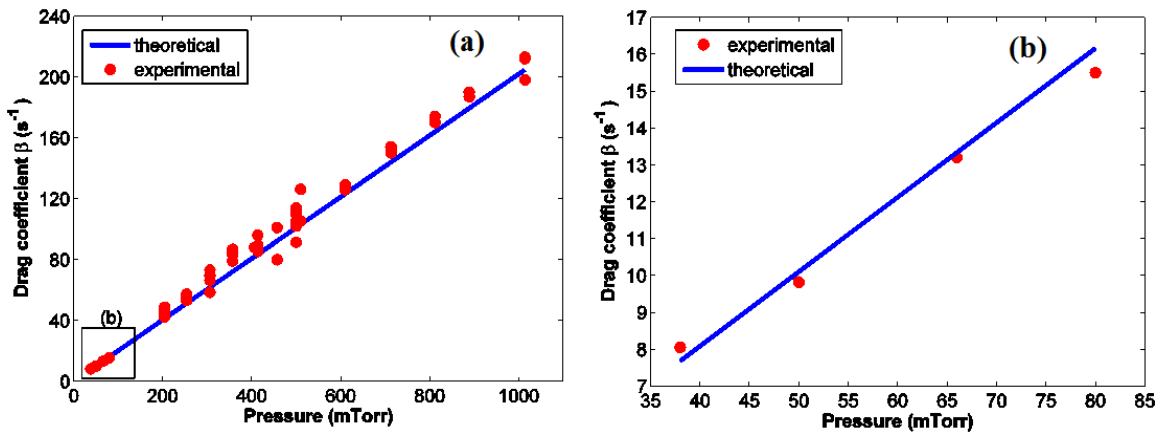 (a)
theoretical
experimental
Drag coefficient β (s⁻¹)
240
200
160
120
80
40
0
(b)
0 200 400 600 800 1000
Pressure (mTorr)
(b)
experimental
theoretical
Drag coefficient β (s⁻¹)
17
16
15
14
13
12
11
10
9
8
7
35 40 45 50 55 60 65 70 75 80 85
Pressure (mTorr)